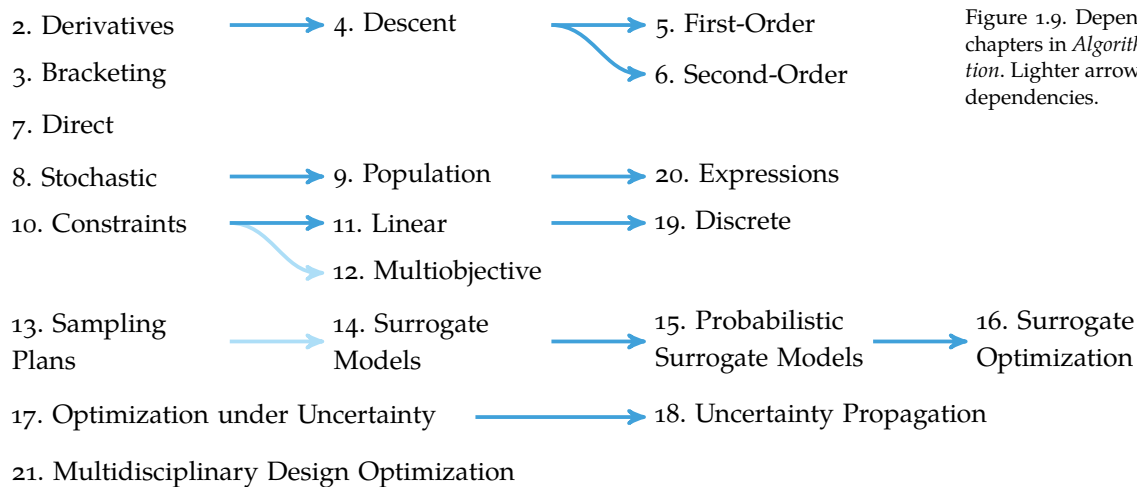 2. Derivatives
4. Descent
5. First-Order
3. Bracketing
6. Second-Order
7. Direct
8. Stochastic
9. Population
20. Expressions
10. Constraints
11. Linear
19. Discrete
12. Multiobjective
13. Sampling
Plans
14. Surrogate
Models
15. Probabilistic
Surrogate Models
16. Surrogate
Optimization
17. Optimization under Uncertainty
18. Uncertainty Propagation
21. Multidisciplinary Design Optimization
Figure 1.9. Depen
chapters in Algorith
tion. Lighter arrow
dependencies.